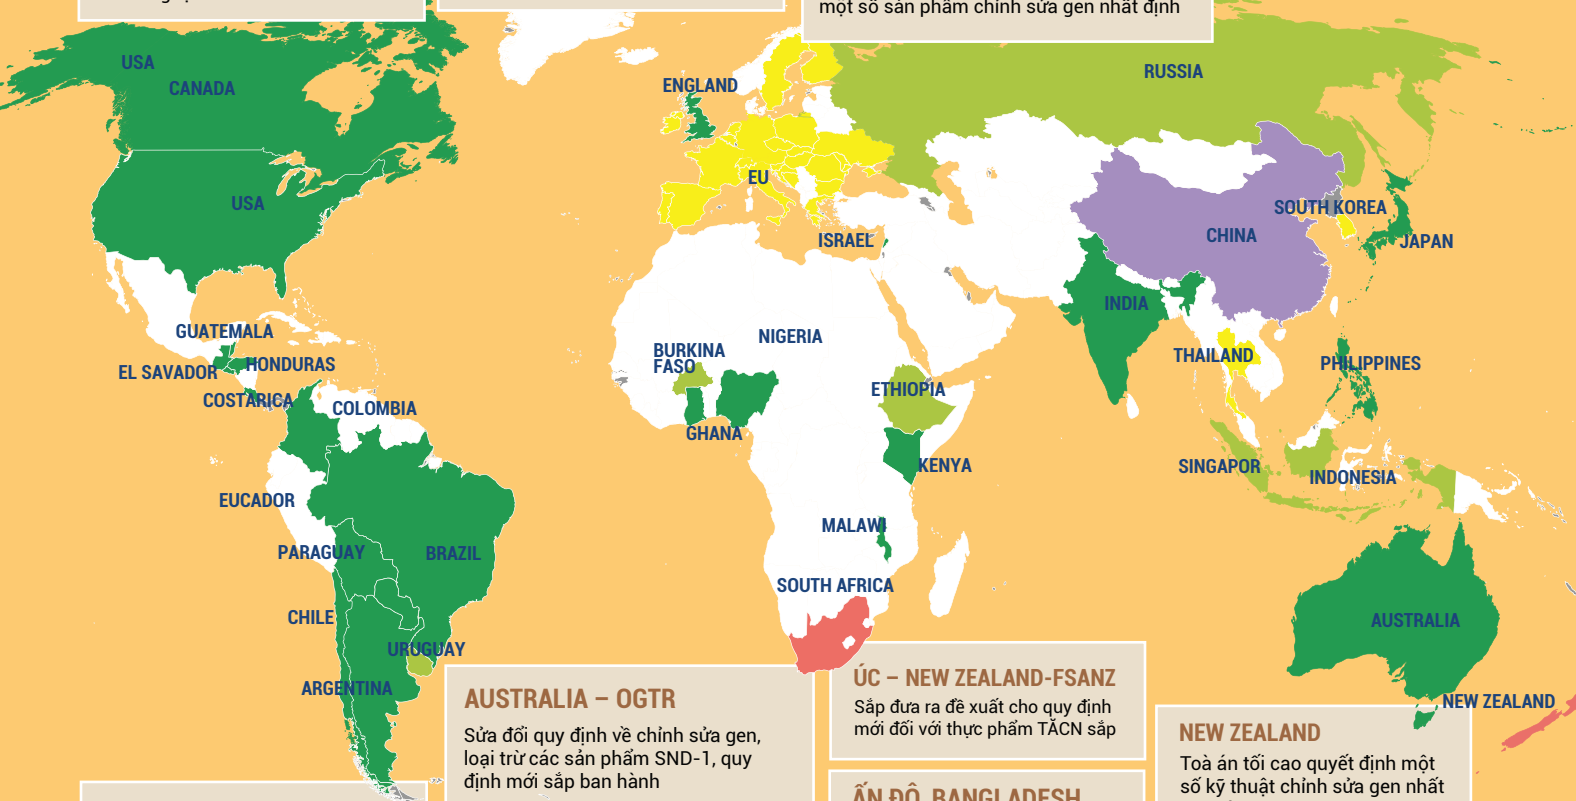 một số sản phẩm chỉnh sửa gen nhất định
USA
CANADA
USA
ENGLAND
RUSSIA
EU
ISRAEL
SOUTH KOREA
CHINA
JAPAN
INDIA
THAILAND
PHILIPPINES
GUATEMALA
HONDURAS
EL SAVADOR
COSTARICA
COLOMBIA
NIGERIA
BURKINA
FASO
ETHIOPIA
GHANA
KENYA
SINGAPOR
INDONESIA
EUCADOR
PARAGUAY
BRAZIL
MALAWI
SOUTH AFRICA
CHILE
URUGUAY
ARGENTINA
AUSTRALIA
NEW ZEALAND
AUSTRALIA – OGTR
Sửa đổi quy định về chỉnh sửa gen,
loại trừ các sản phẩm SND-1, quy
định mới sắp ban hành
ÚC – NEW ZEALAND-FSANZ
Sắp đưa ra đề xuất cho quy định
mới đối với thực phẩm TĂCN sắp
ẤN ĐỘ, BANGLADESH
NEW ZEALAND
Toà án tối cao quyết định một
số kỹ thuật chỉnh sửa gen nhất